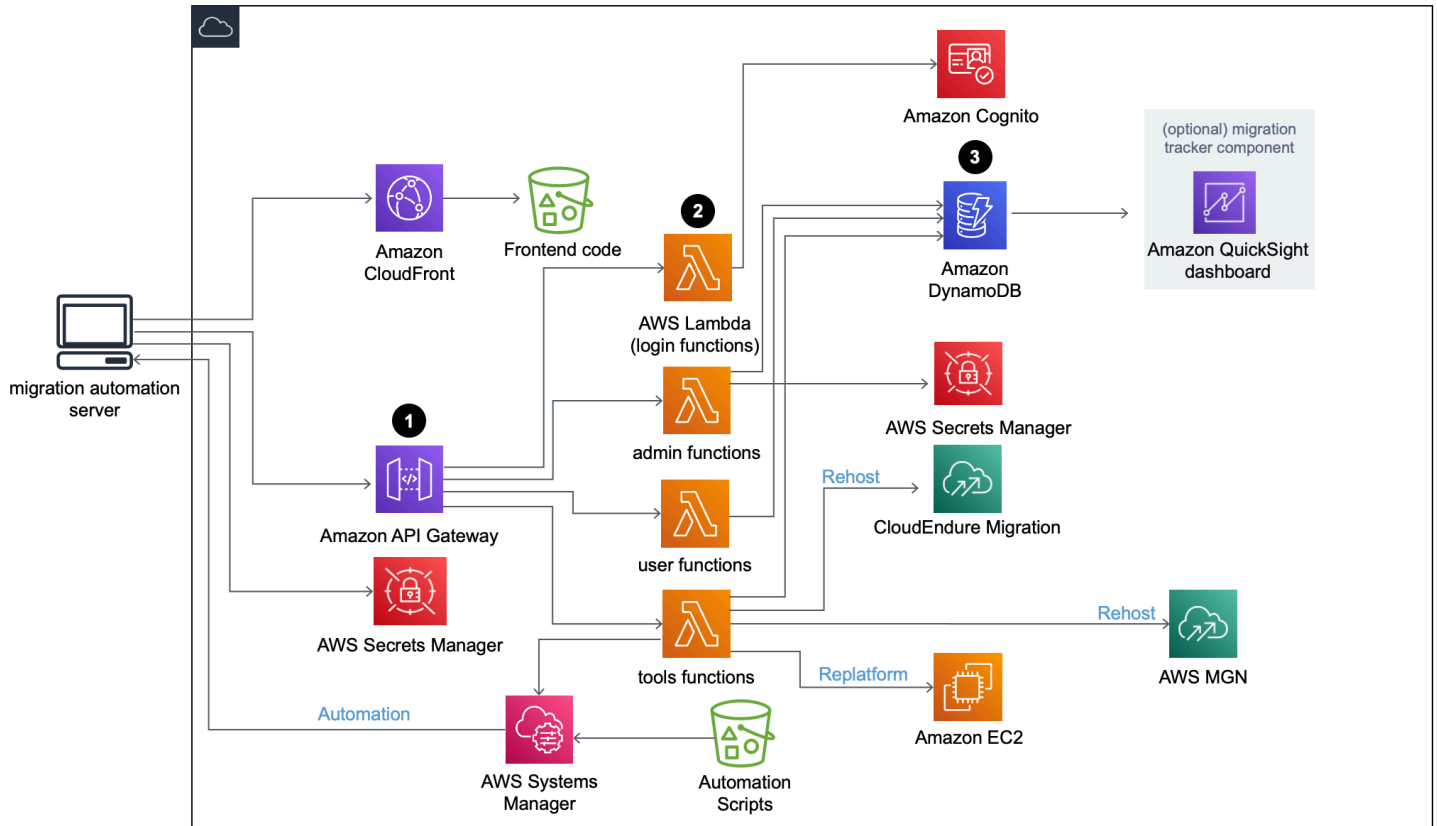 Amazon Cognito
(optional) migration
tracker component
3
2
Amazon
CloudFront
Frontend code
Amazon QuickSight
dashboard
Amazon
DynamoDB
AWS Lambda
(login functions)
migration automation
server
1
admin functions
AWS Secrets Manager
Rehost
CloudEndure Migration
Amazon API Gateway
user functions
Rehost
AWS Secrets Manager
tools functions
Replatform
AWS MGN
Automation
Amazon EC2
AWS Systems
Manager
Automation
Scripts